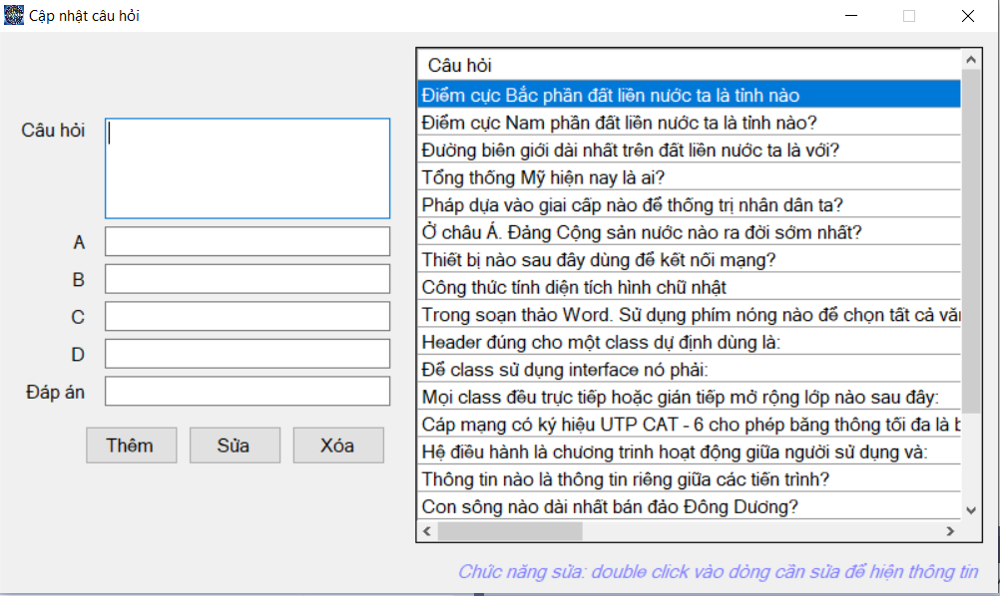 Cập nhật câu hỏi
Câu hỏi
A
B
C
D
Đáp án
Thêm Sửa Xóa
Câu hỏi
Điểm cực Bắc phần đất liền nước ta là tỉnh nào
Điểm cực Nam phần đất liền nước ta là tỉnh nào?
Đường biên giới dài nhất trên đất liền nước ta là với?
Tổng thống Mỹ hiện nay là ai?
Pháp dựa vào giai cấp nào để thống trị nhân dân ta?
Ở châu Á. Đảng Cộng sản nước nào ra đời sớm nhất?
Thiết bị nào sau đây dùng để kết nối mạng?
Công thức tính diện tích hình chữ nhật
Trong soạn thảo Word. Sử dụng phím nóng nào để chọn tất cả
Header đúng cho một class dự định dùng là:
Để class sử dụng interface nó phải:
Mọi class đều trực tiếp hoặc gián tiếp mở rộng lớp nào sau đây:
Cáp mạng có ký hiệu UTP CAT - 6 cho phép băng thông tối đa là
Hệ điều hành là chương trinh hoạt động giữa người sử dụng và:
Thông tin nào là thông tin riêng giữa các tiến trình?
Con sông nào dài nhất bán đảo Đông Dương?
Chức năng sửa: double click vào dòng cần sửa để hiện thông tin